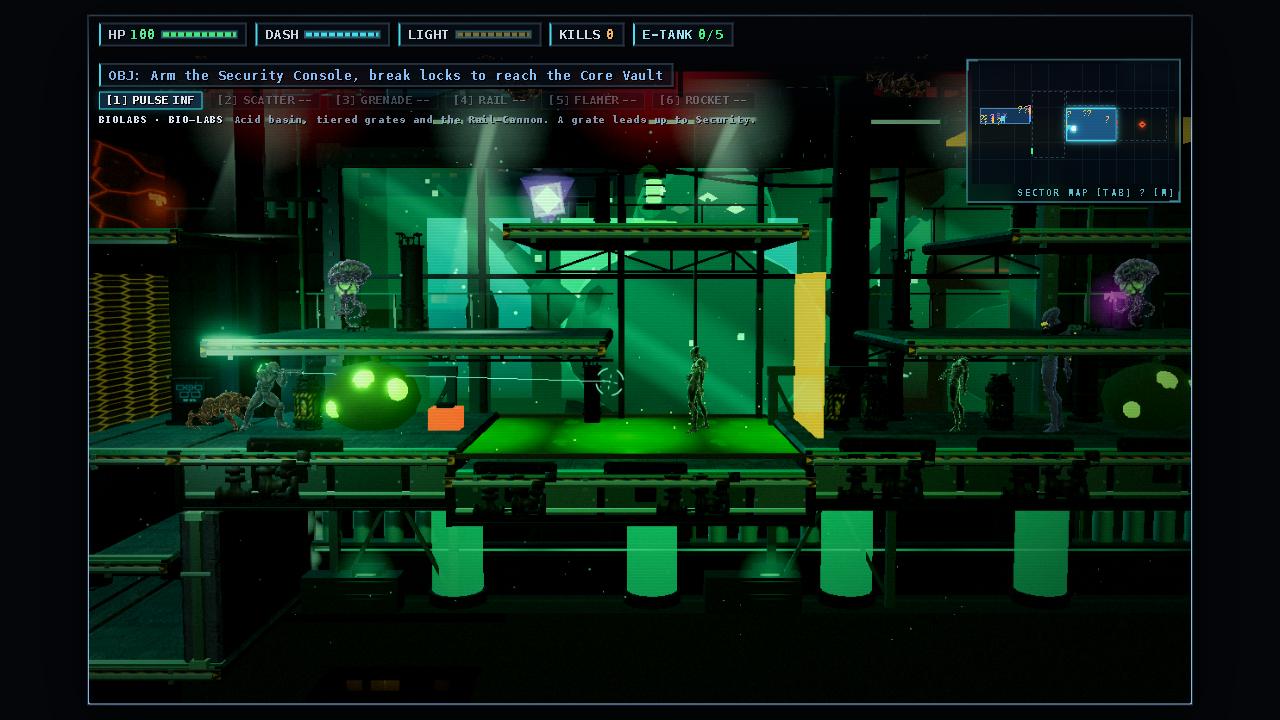 HP 100
DASH
LIGHT
KILLS 0
E-TANK 0/5
OBJ: Arm the Security Console, break locks to reach the Core Vault
[1] PULSE INF [2] SCATTER -- [3] GRENADE -- [4] RAIL -- [5] FLAMER -- [6] ROCKET --
BIOLABS · BIO-LABS Acid basin, tiered grates and the Rail-Cannon. A grate leads up to Security.
?? ? ?? ?
SECTOR MAP [TAB] ? [M]